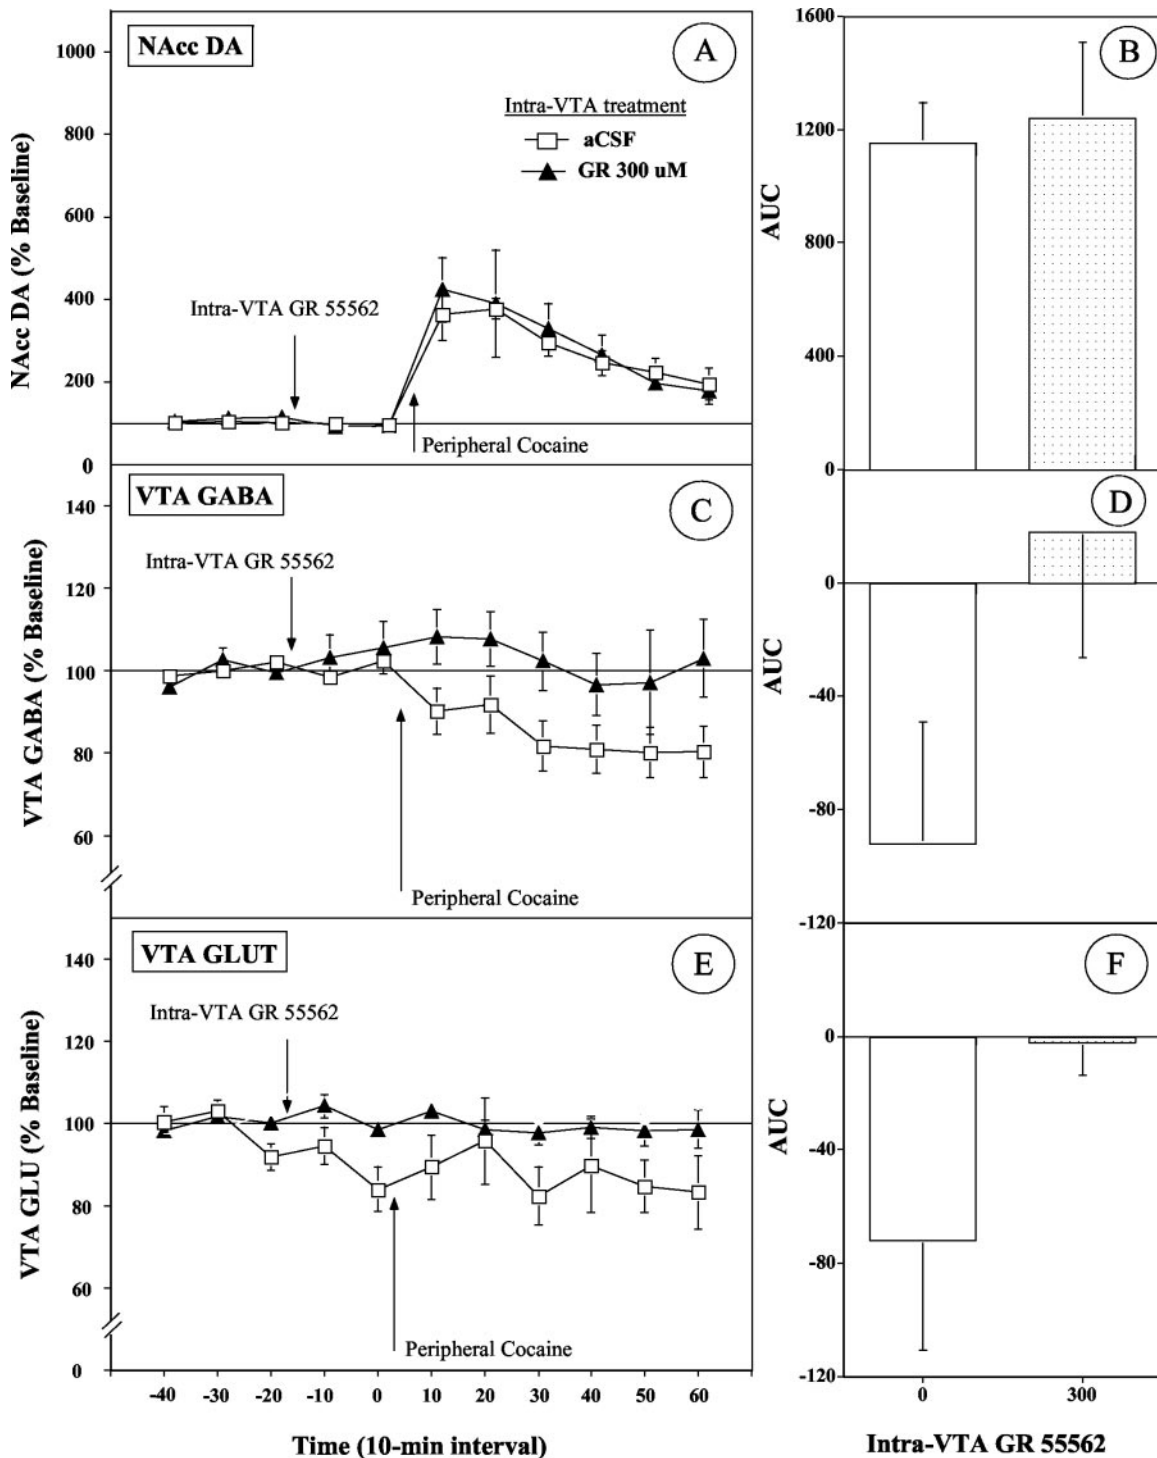 NAcc DA
A
Intra-VTA treatment
aCSF
GR 300 uM
NAcc DA (% Baseline)
1000
800
600
400
200
0
Intra-VTA GR 55562
Peripheral Cocaine
B
AUC
1600
1200
800
400
0
VTA GABA
C
VTA GABA (% Baseline)
140
120
100
80
60
Intra-VTA GR 55562
Peripheral Cocaine
D
AUC
0
-40
-80
-120
VTA GLUT
E
VTA GLU (% Baseline)
140
120
100
80
60
0
Intra-VTA GR 55562
Peripheral Cocaine
-40 -30 -20 -10 0 10 20 30 40 50 60
Time (10-min interval)
F
AUC
0
-40
-80
-120
0 300
Intra-VTA GR 55562